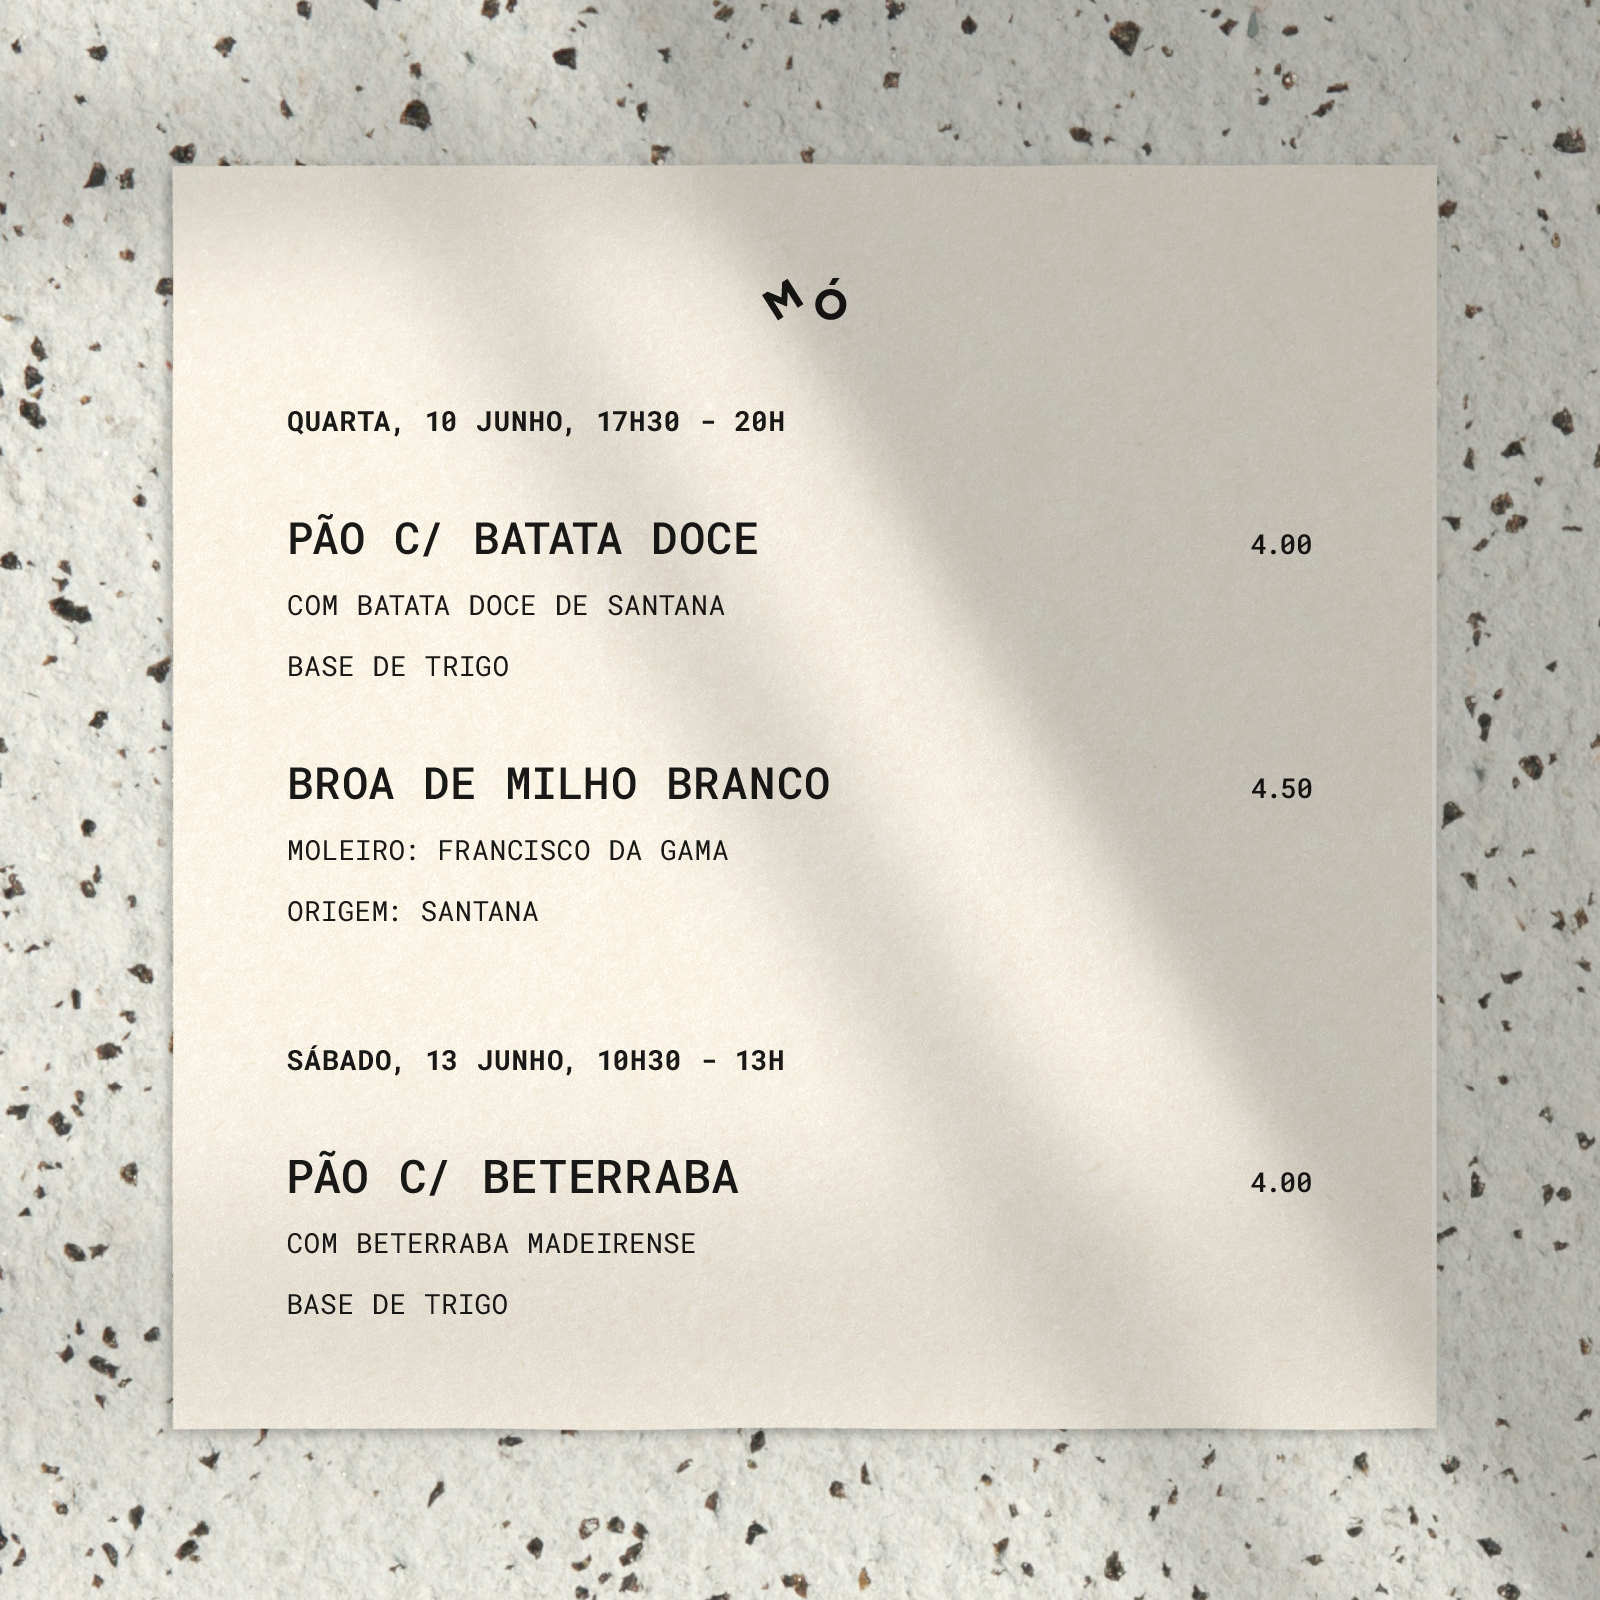 MÓ
QUARTA, 10 JUNHO, 17H30 - 20H
PÃO C/ BATATA DOCE 4.00
COM BATATA DOCE DE SANTANA
BASE DE TRIGO
BROA DE MILHO BRANCO 4.50
MOLEIRO: FRANCISCO DA GAMA
ORIGEM: SANTANA
SÁBADO, 13 JUNHO, 10H30 - 13H
PÃO C/ BETERRABA 4.00
COM BETERRABA MADEIRENSE
BASE DE TRIGO